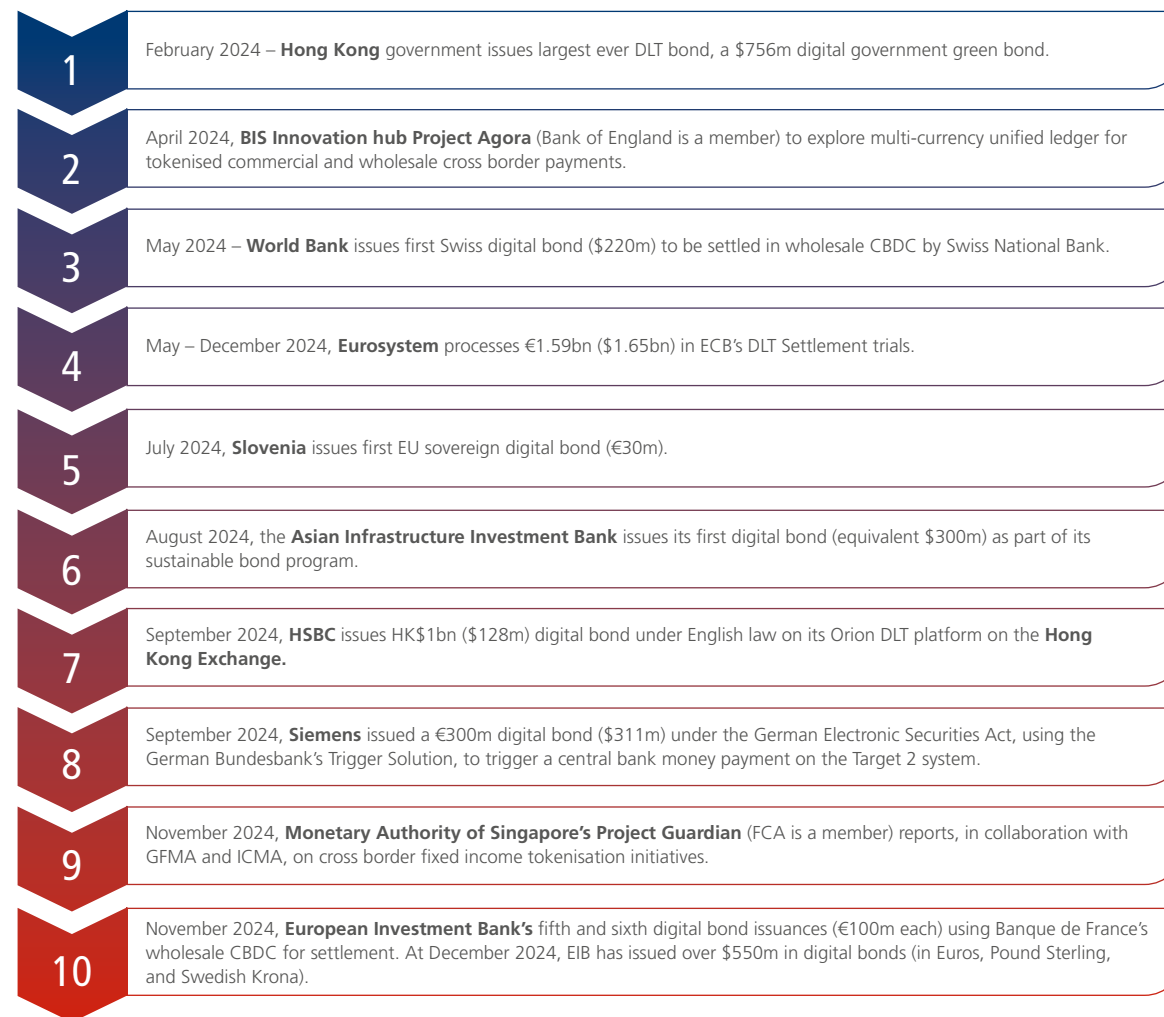 1
February 2024 – Hong Kong government issues largest ever DLT bond, a $756m digital government green bond.
2
April 2024, BIS Innovation hub Project Agora (Bank of England is a member) to explore multi-currency unified ledger for
tokenised commercial and wholesale cross border payments.
3
May 2024 – World Bank issues first Swiss digital bond ($220m) to be settled in wholesale CBDC by Swiss National Bank.
4
May – December 2024, Eurosystem processes €1.59bn ($1.65bn) in ECB’s DLT Settlement trials.
5
July 2024, Slovenia issues first EU sovereign digital bond (€30m).
6
August 2024, the Asian Infrastructure Investment Bank issues its first digital bond (equivalent $300m) as part of its
sustainable bond program.
7
September 2024, HSBC issues HK$1bn ($128m) digital bond under English law on its Orion DLT platform on the Hong
Kong Exchange.
8
September 2024, Siemens issued a €300m digital bond ($311m) under the German Electronic Securities Act, using the
German Bundesbank’s Trigger Solution, to trigger a central bank money payment on the Target 2 system.
9
November 2024, Monetary Authority of Singapore’s Project Guardian (FCA is a member) reports, in collaboration with
GFMA and ICMA, on cross border fixed income tokenisation initiatives.
10
November 2024, European Investment Bank’s fifth and sixth digital bond issuances (€100m each) using Banque de France’s
wholesale CBDC for settlement. At December 2024, EIB has issued over $550m in digital bonds (in Euros, Pound Sterling,
and Swedish Krona).